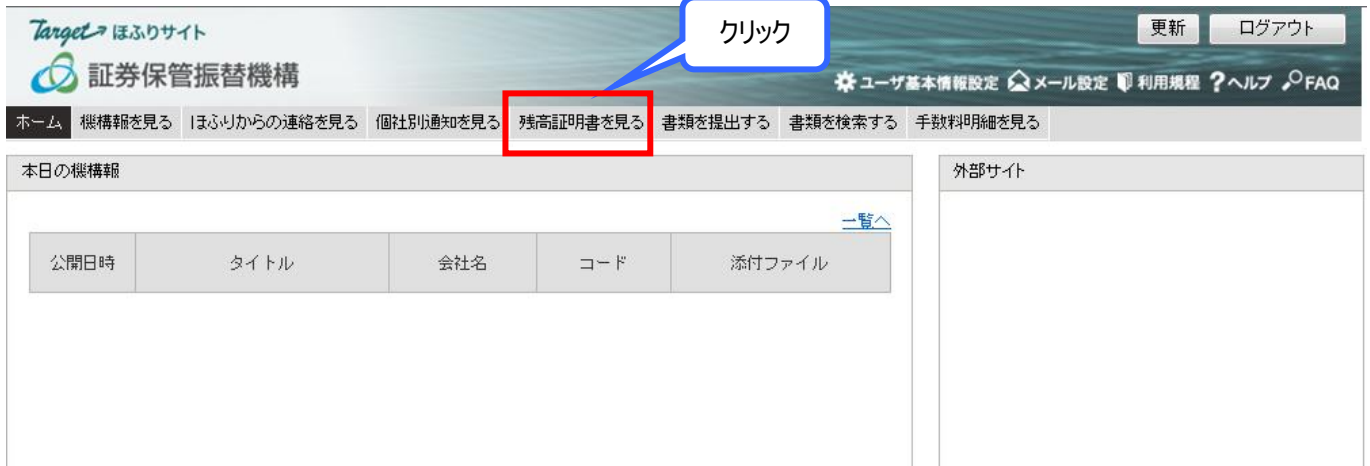 Target ほふりサイト
クリック
更新 ログアウト
証券保管振替機構
ユーザ基本情報設定 メール設定 利用規程 ?ヘルプ FAQ
ホーム 機構報を見る ほふりからの連絡を見る 個社別通知を見る 残高証明書を見る 書類を提出する 書類を検索する 手数料明細を見る
本日の機構報
外部サイト
一覧へ
公開日時 タイトル 会社名 コード 添付ファイル